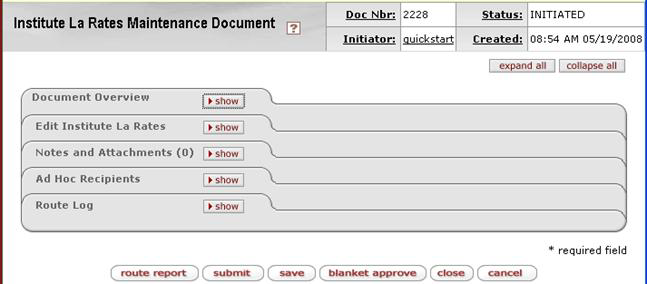 Institute La Rates Maintenance Document ? Doc Nbr: 2228 Status: INITIATED
Initiator: quickstart Created: 08:54 AM 05/19/2008
expand all collapse all
Document Overview show
Edit Institute La Rates show
Notes and Attachments (0) show
Ad Hoc Recipients show
Route Log show
* required field
route report submit save blanket approve close cancel